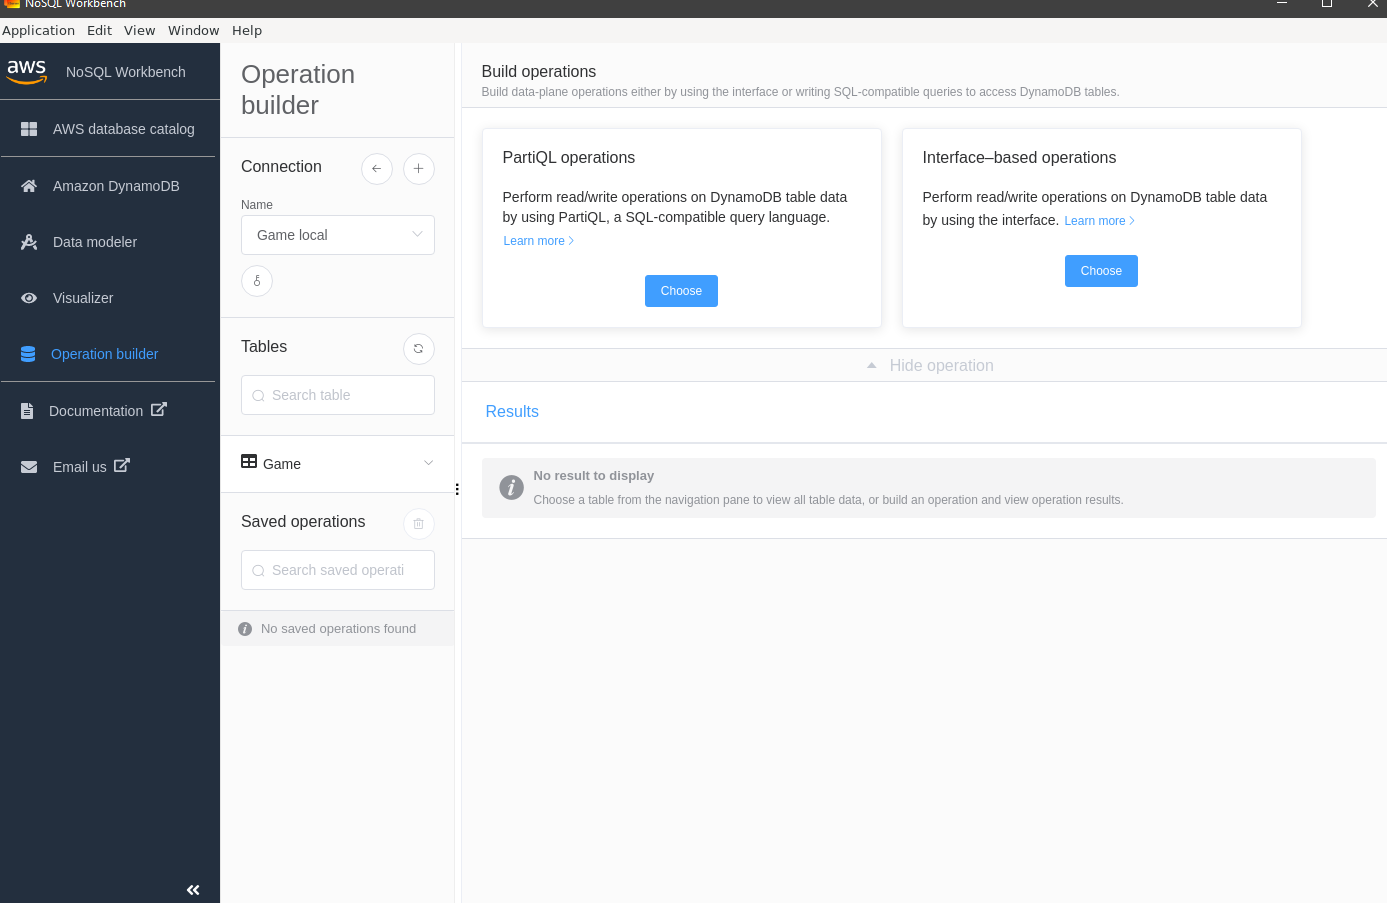 NoSQL Workbench
Application Edit View Window Help
aws
NoSQL Workbench
AWS database catalog
Amazon DynamoDB
Data modeler
Visualizer
Operation builder
Documentation
Email us
Operation
builder
Connection
Name
Game local
Tables
Search table
Game
Saved operations
Search saved operati
No saved operations found
Build operations
Build data-plane operations either by using the interface or writing SQL-compatible queries to access DynamoDB tables.
PartiQL operations
Perform read/write operations on DynamoDB table data
by using PartiQL, a SQL-compatible query language.
Learn more
Choose
Interface–based operations
Perform read/write operations on DynamoDB table data
by using the interface. Learn more
Choose
Hide operation
Results
No result to display
Choose a table from the navigation pane to view all table data, or build an operation and view operation results.